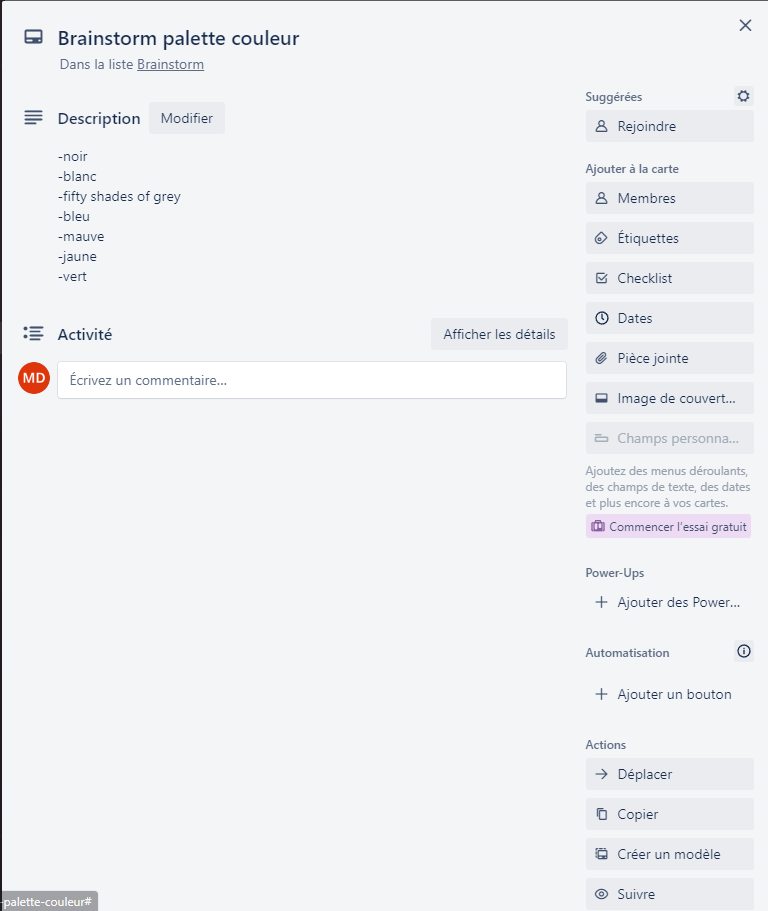 Brainstorm palette couleur
Dans la liste Brainstorm
Description
Modifier
-noir
-blanc
-fifty shades of grey
-bleu
-mauve
-jaune
-vert
Activité
Afficher les détails
MD
Écrivez un commentaire…
Suggérées
Rejoindre
Ajouter à la carte
Membres
Étiquettes
Checklist
Dates
Pièce jointe
Image de couvert…
Champs personna…
Ajoutez des menus déroulants,
des champs de texte, des dates
et plus encore à vos cartes.
Commencer l'essai gratuit
Power-Ups
Ajouter des Power…
Automatisation
Ajouter un bouton
Actions
Déplacer
Copier
Créer un modèle
Suivre
-palette-couleur#